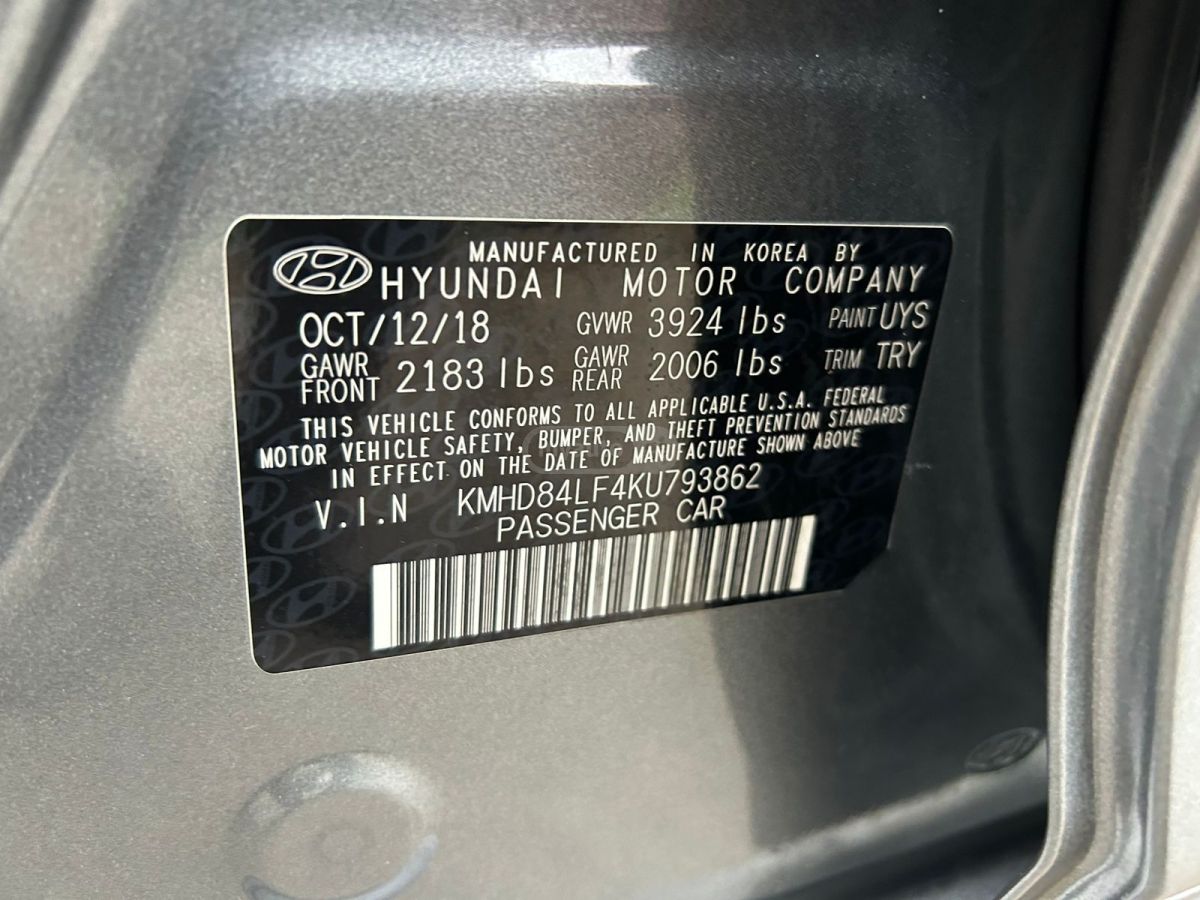 MANUFACTURED IN KOREA BY
HYUNDAI MOTOR COMPANY
OCT/12/18 GVWR 3924 lbs PAINT UYS
GAWR FRONT 2183 lbs GAWR REAR 2006 lbs TRIM TRY
THIS VEHICLE CONFORMS TO ALL APPLICABLE U.S.A. FEDERAL
MOTOR VEHICLE SAFETY, BUMPER, AND THEFT PREVENTION STANDARDS
IN EFFECT ON THE DATE OF MANUFACTURE SHOWN ABOVE
V.I.N KMHD84LF4KU793862
PASSENGER CAR